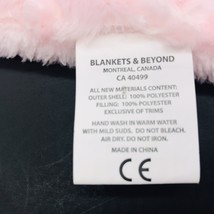 BLANKETS & BEYOND
MONTREAL, CANADA
CA 40499
ALL NEW MATERIALS CONTENT:
OUTER SHELL: 100% POLYESTER
FILLING: 100% POLYESTER
EXCLUSIVE OF TRIMS
HAND WASH IN WARM WATER
WITH MILD SUDS. DO NOT BLEACH.
AIR DRY. DO NOT IRON.
MADE IN CHINA
CE